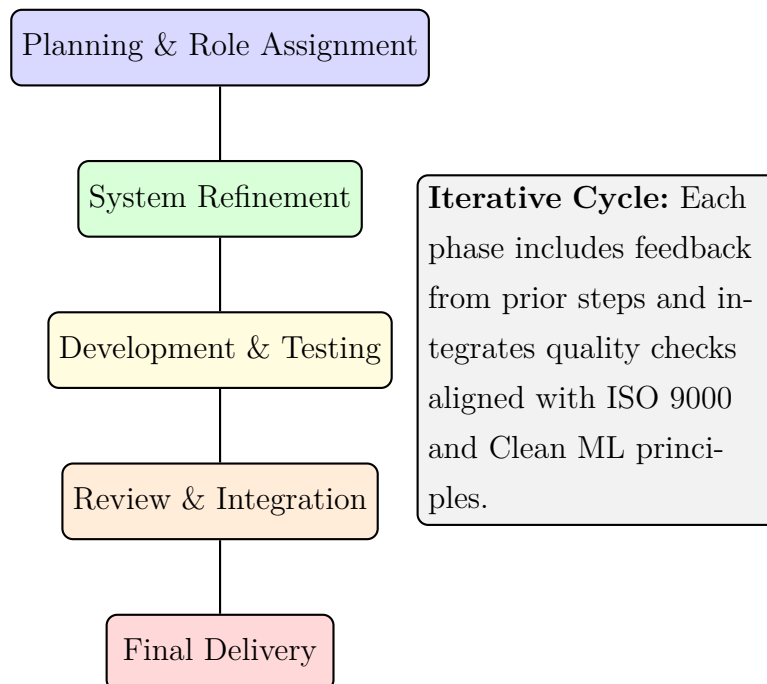 Planning & Role Assignment
System Refinement
Development & Testing
Review & Integration
Final Delivery
Iterative Cycle: Each
phase includes feedback
from prior steps and in-
tegrates quality checks
aligned with ISO 9000
and Clean ML princi-
ples.